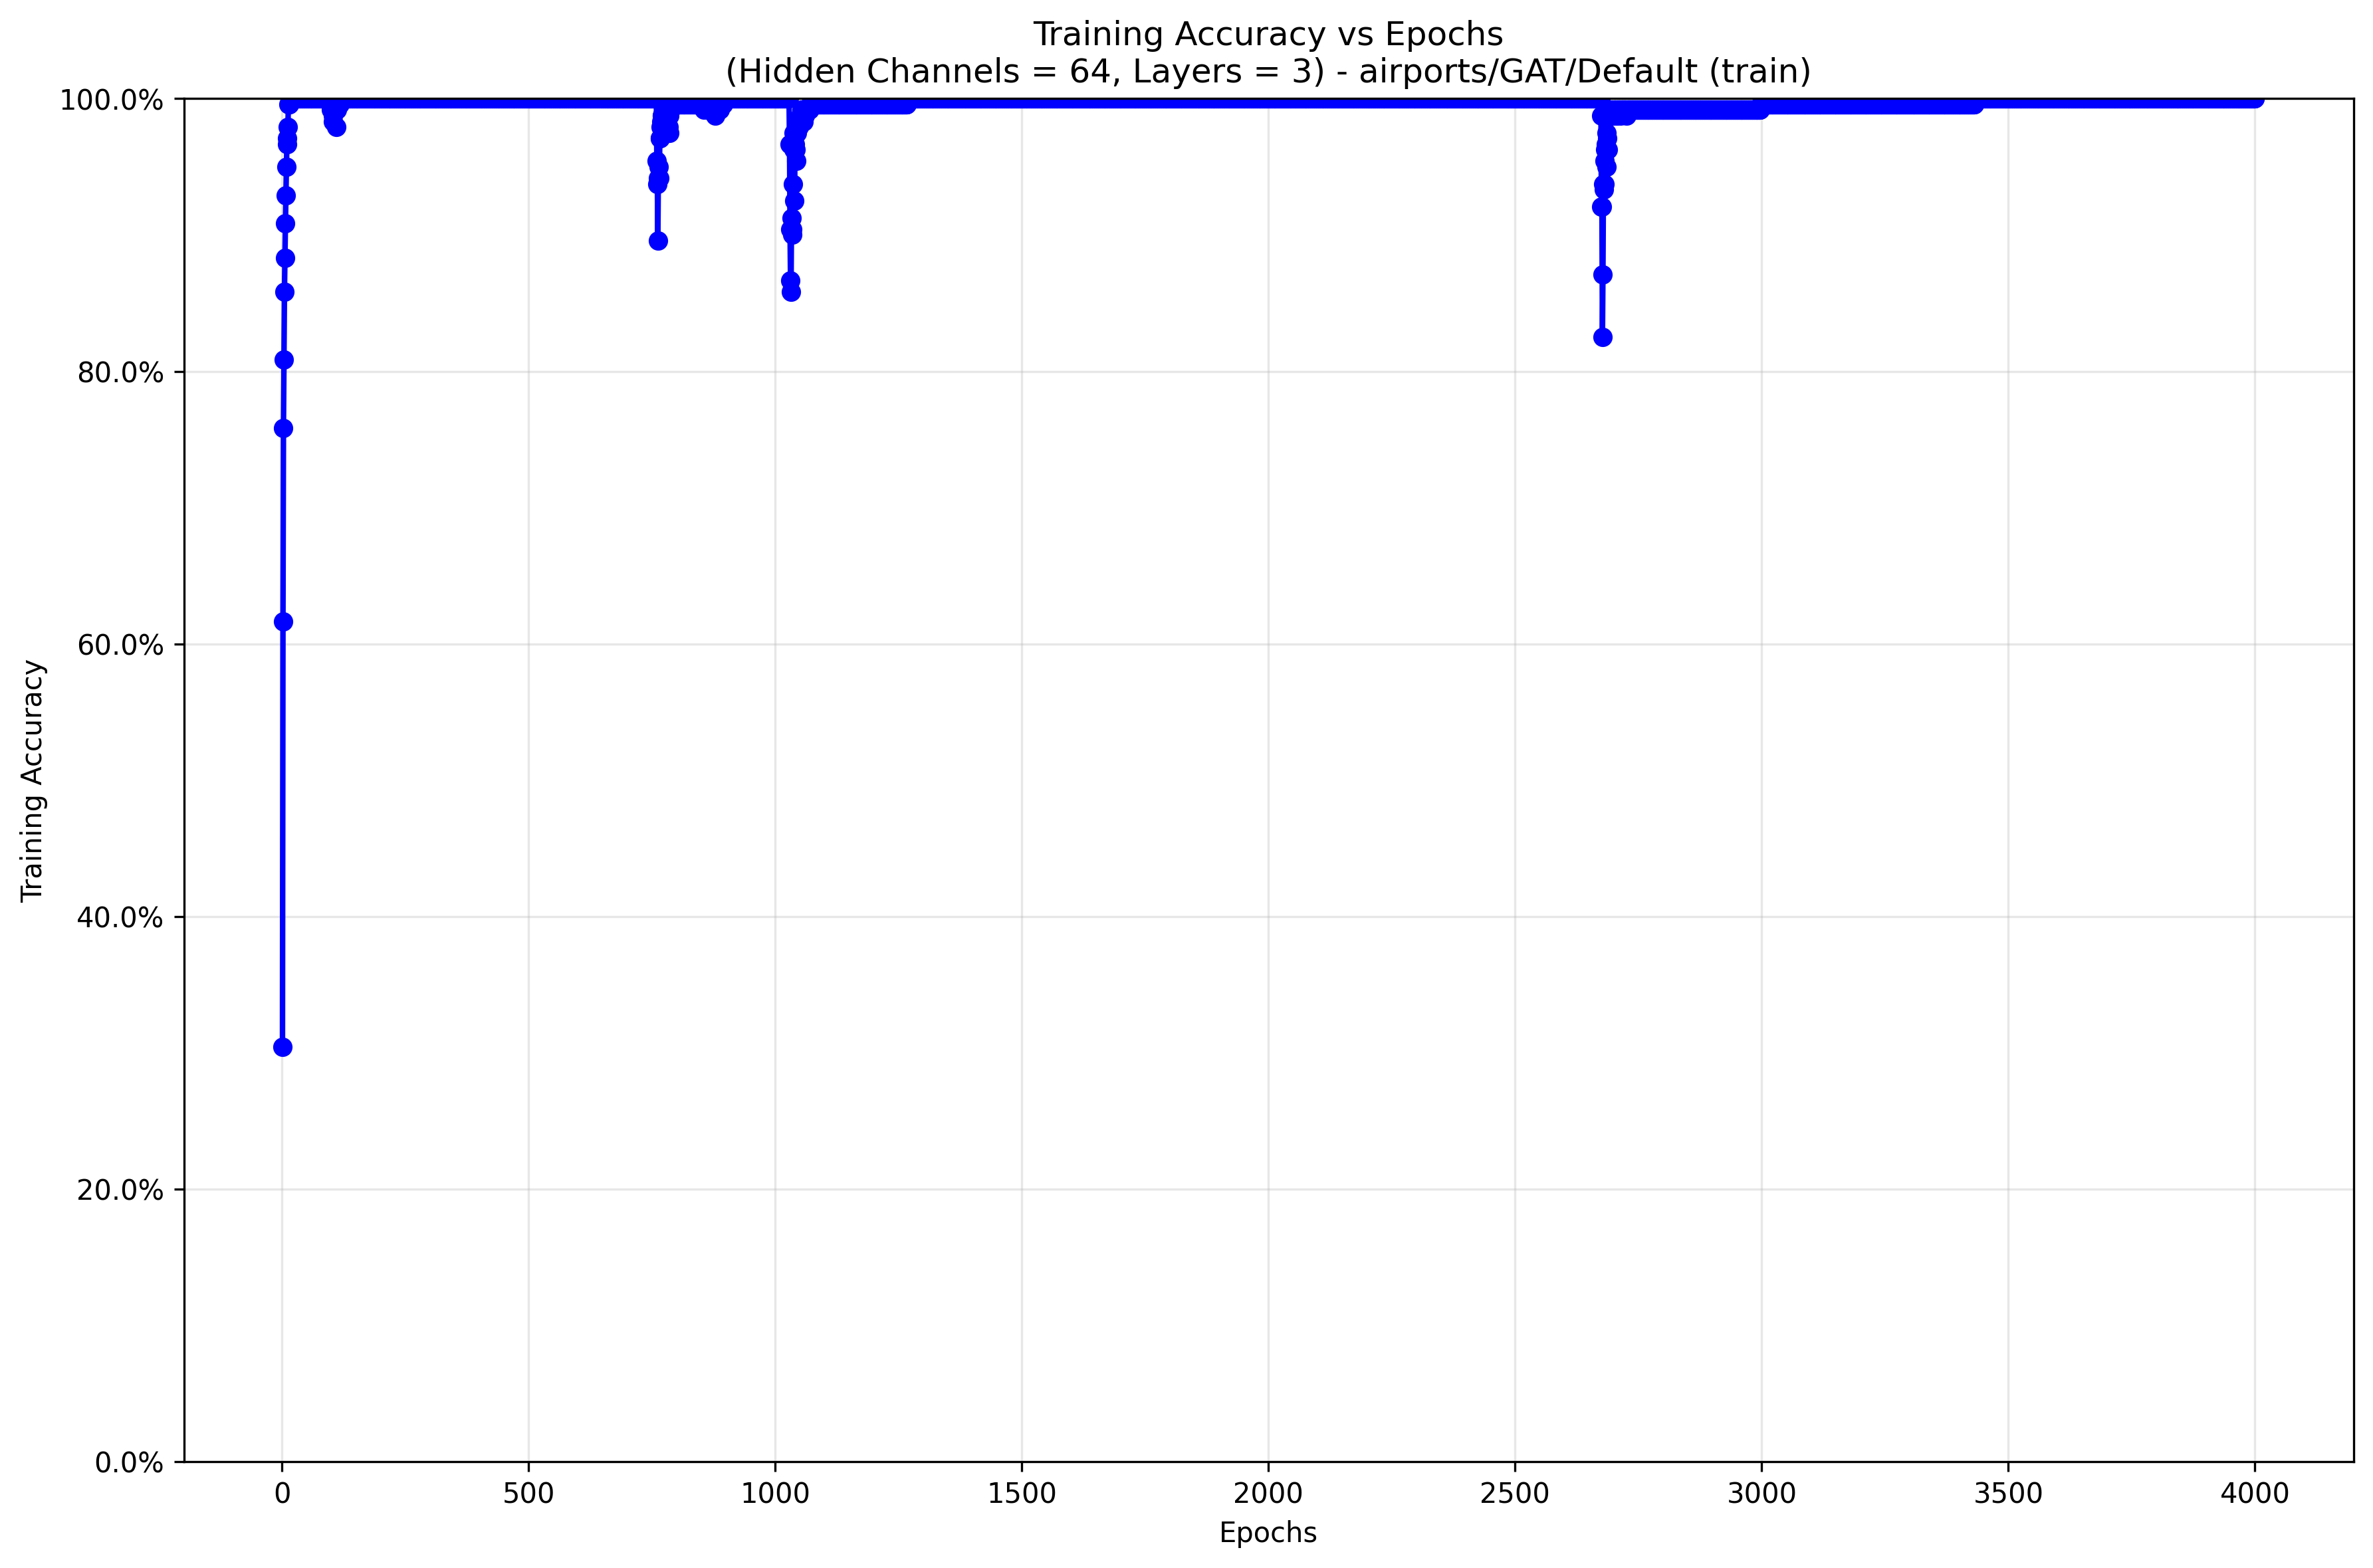 Training Accuracy vs Epochs
(Hidden Channels = 64, Layers = 3) - airports/GAT/Default (train)
100.0%
80.0%
60.0%
40.0%
20.0%
0.0%
Training Accuracy
0 500 1000 1500 2000 2500 3000 3500 4000
Epochs